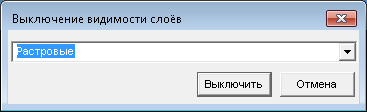 Выключение видимости слоёв
Растровые
Выключить
Отмена